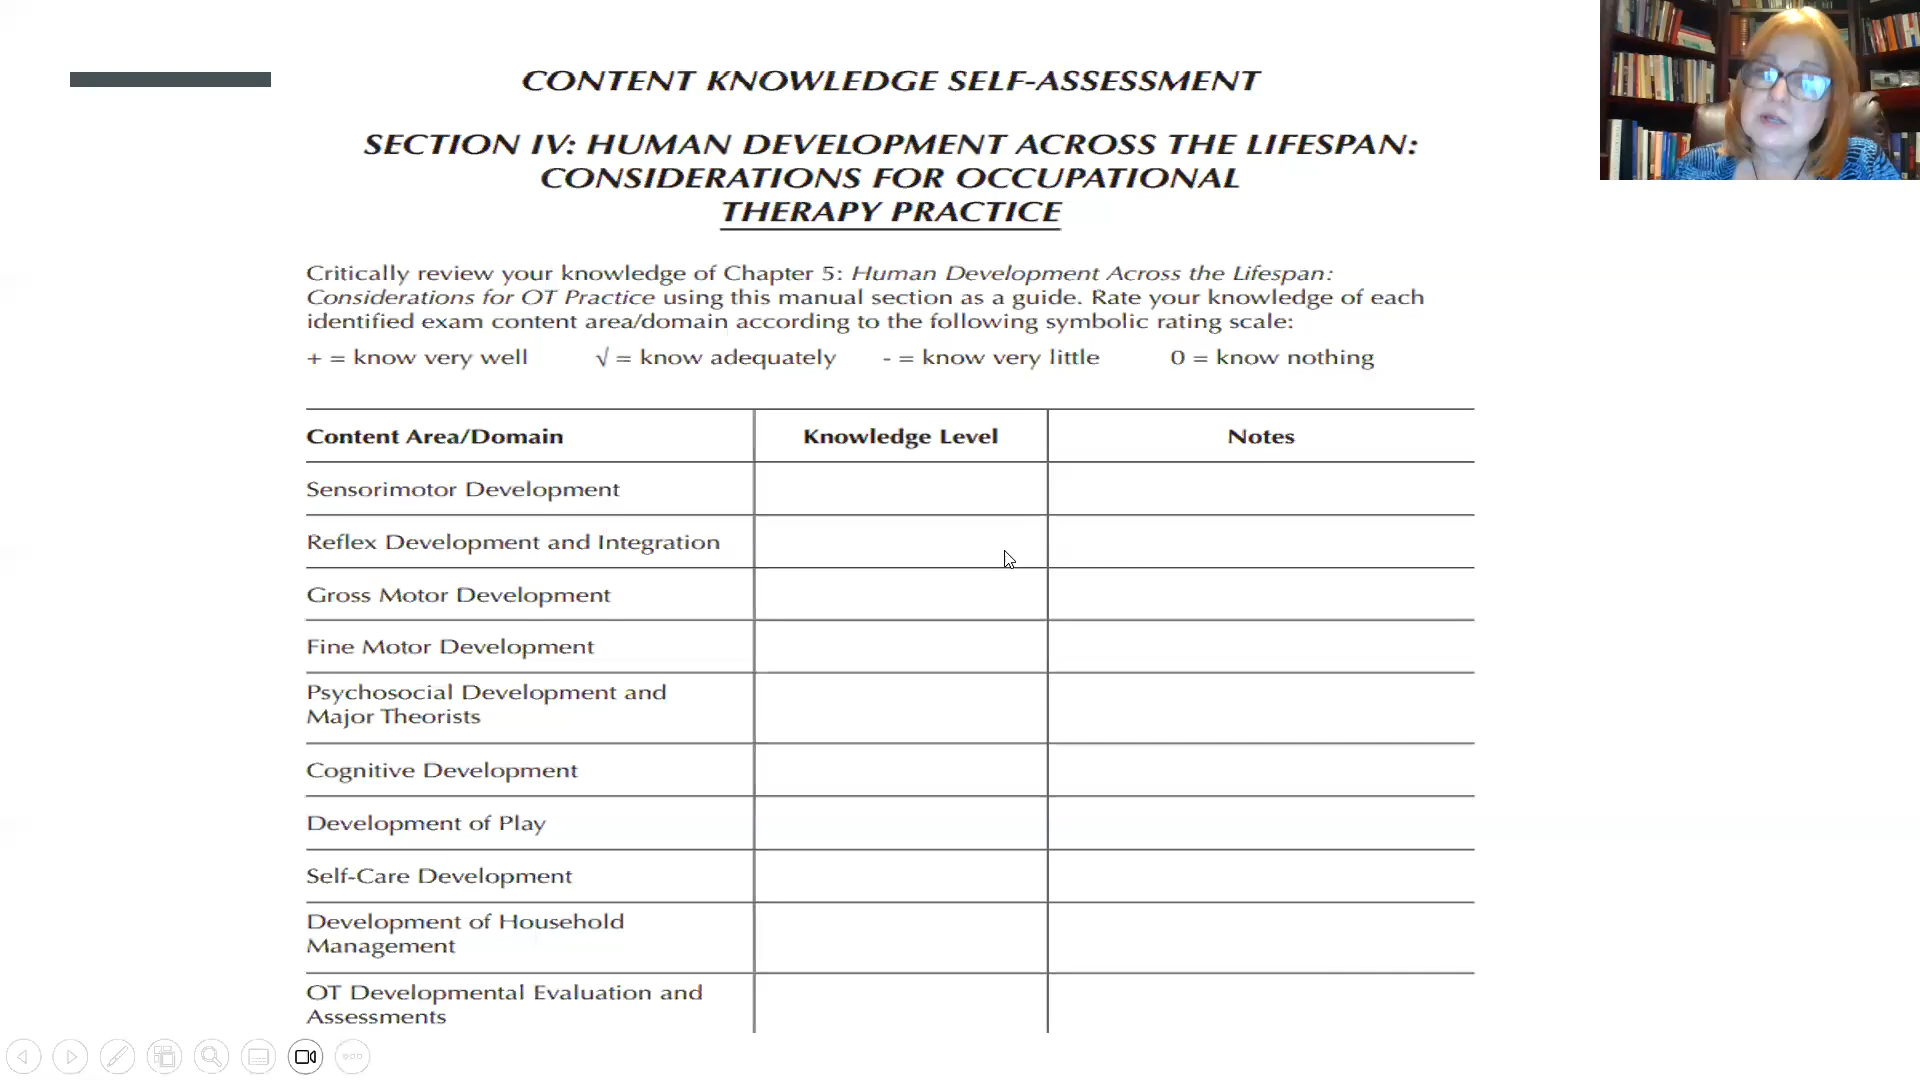 CONTENT KNOWLEDGE SELF-ASSESSMENT
SECTION IV: HUMAN DEVELOPMENT ACROSS THE LIFESPAN:
CONSIDERATIONS FOR OCCUPATIONAL
THERAPY PRACTICE
Critically review your knowledge of Chapter 5: Human Development Across the Lifespan:
Considerations for OT Practice using this manual section as a guide. Rate your knowledge of each
identified exam content area/domain according to the following symbolic rating scale:
+ = know very well √ = know adequately - = know very little 0 = know nothing
Content Area/Domain Knowledge Level Notes
Sensorimotor Development
Reflex Development and Integration
Gross Motor Development
Fine Motor Development
Psychosocial Development and
Major Theorists
Cognitive Development
Development of Play
Self-Care Development
Development of Household
Management
OT Developmental Evaluation and
Assessments